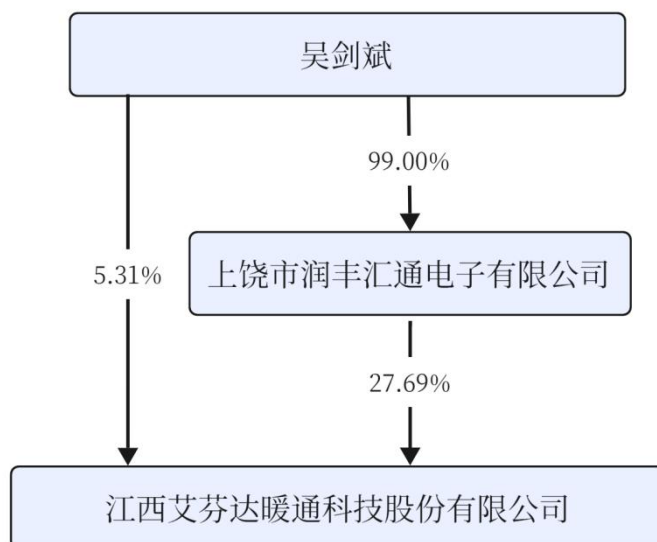 吴剑斌
99.00%
上饶市润丰汇通电子有限公司
5.31%
27.69%
江西艾芬达暖通科技股份有限公司